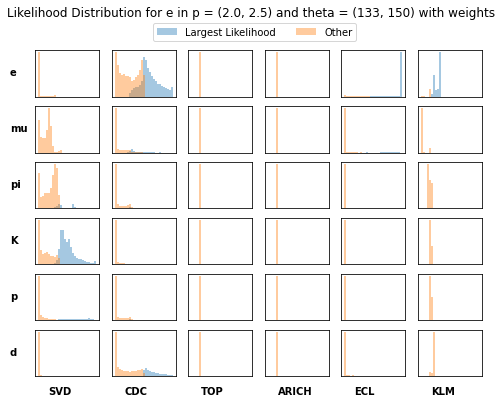 Likelihood Distribution for e in p = (2.0, 2.5) and theta = (133, 150) with weights
Largest Likelihood Other
e
mu
pi
K
p
d
SVD CDC TOP ARICH ECL KLM